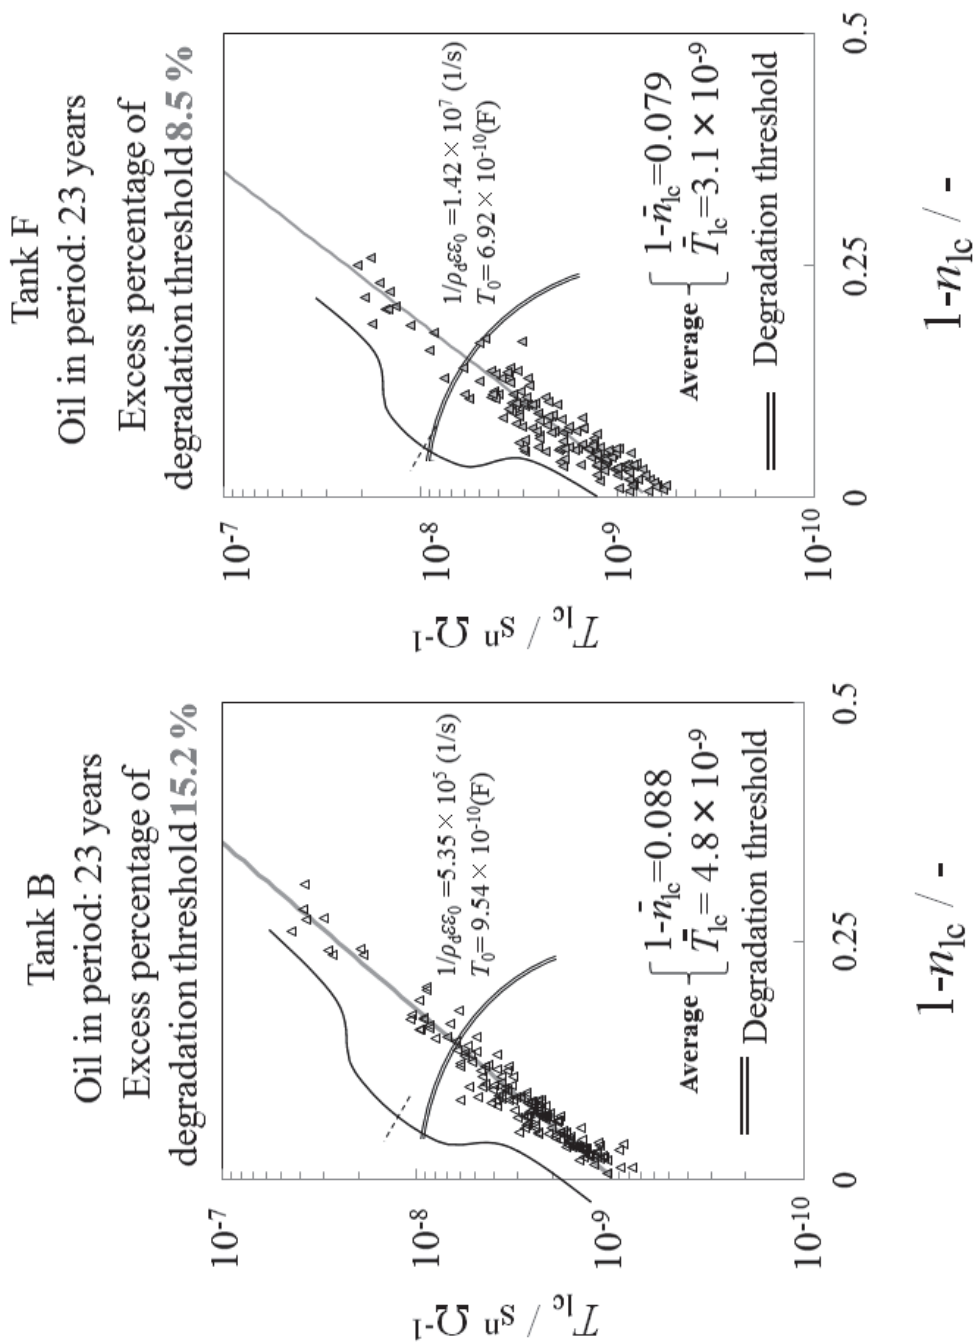 Tank B
Oil in period: 23 years
Excess percentage of
degradation threshold 15.2 %
10-7
10-8
10-9
10-10
Tlc / sn Ω-1
1/ρdεε0 =5.35 × 105 (1/s)
T0= 9.54 × 10-10(F)
Average
1-n̄lc=0.088
T̄lc= 4.8 × 10-9
Degradation threshold
0
0.25
0.5
1-nlc / -
Tank F
Oil in period: 23 years
Excess percentage of
degradation threshold 8.5 %
10-7
10-8
10-9
10-10
Tlc / sn Ω-1
1/ρdεε0 =1.42 × 107 (1/s)
T0= 6.92 × 10-10(F)
Average
1-n̄lc=0.079
T̄lc=3.1 × 10-9
Degradation threshold
0
0.25
0.5
1-nlc / -